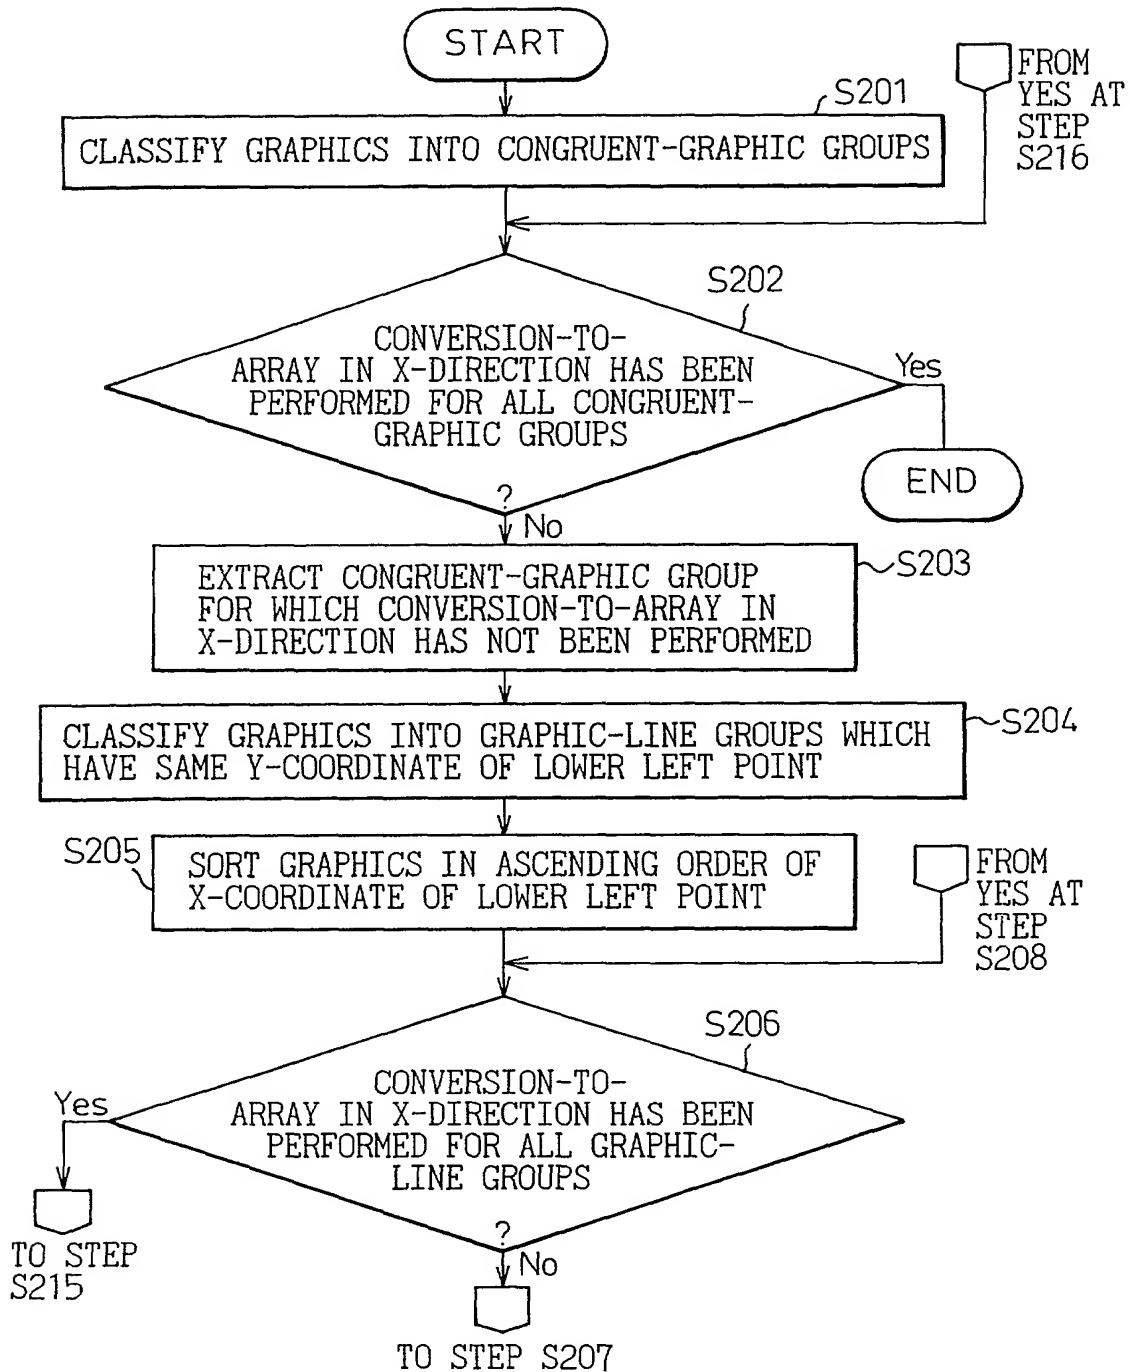 START
FROM
YES AT
STEP
S216
S201
CLASSIFY GRAPHICS INTO CONGRUENT-GRAPHIC GROUPS
S202
CONVERSION-TO-
ARRAY IN X-DIRECTION HAS BEEN
PERFORMED FOR ALL CONGRUENT-
GRAPHIC GROUPS
?
Yes
END
No
S203
EXTRACT CONGRUENT-GRAPHIC GROUP
FOR WHICH CONVERSION-TO-ARRAY IN
X-DIRECTION HAS NOT BEEN PERFORMED
S204
CLASSIFY GRAPHICS INTO GRAPHIC-LINE GROUPS WHICH
HAVE SAME Y-COORDINATE OF LOWER LEFT POINT
S205
SORT GRAPHICS IN ASCENDING ORDER OF
X-COORDINATE OF LOWER LEFT POINT
FROM
YES AT
STEP
S208
S206
CONVERSION-TO-
ARRAY IN X-DIRECTION HAS BEEN
PERFORMED FOR ALL GRAPHIC-
LINE GROUPS
?
Yes
TO STEP
S215
No
TO STEP S207